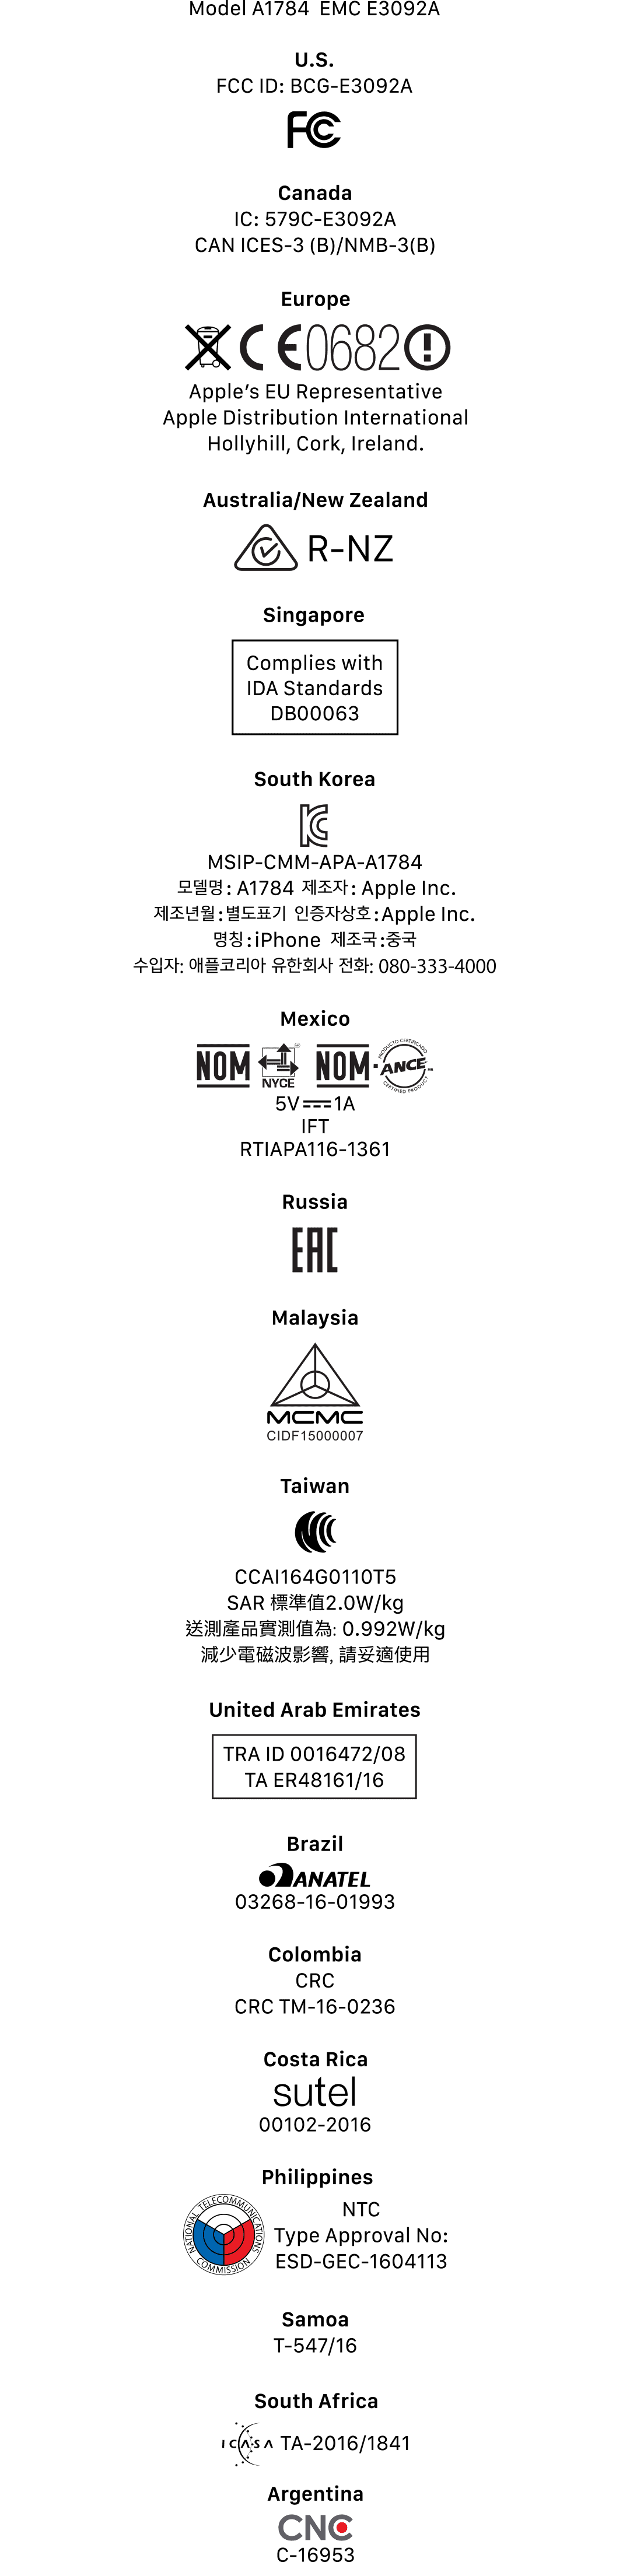 Model A1784 EMC E3092A
U.S.
FCC ID: BCG-E3092A
FC
Canada
IC: 579C-E3092A
CAN ICES-3 (B)/NMB-3(B)
Europe
CE0682
Apple’s EU Representative
Apple Distribution International
Hollyhill, Cork, Ireland.
Australia/New Zealand
R-NZ
Singapore
Complies with
IDA Standards
DB00063
South Korea
KC
MSIP-CMM-APA-A1784
모델명: A1784 제조자: Apple Inc.
제조년월:별도표기 인증자상호:Apple Inc.
명칭:iPhone 제조국:중국
수입자: 애플코리아 유한회사 전화: 080-333-4000
Mexico
NOM NYCE NOM-ANCE
PRODUCTO CERTIFICADO
CERTIFIED PRODUCT
5V 1A
IFT
RTIAPA116-1361
Russia
EAC
Malaysia
MCMC
CIDF15000007
Taiwan
CCAI164G0110T5
SAR 標準值2.0W/kg
送測產品實測值為: 0.992W/kg
減少電磁波影響, 請妥適使用
United Arab Emirates
TRA ID 0016472/08
TA ER48161/16
Brazil
ANATEL
03268-16-01993
Colombia
CRC
CRC TM-16-0236
Costa Rica
sutel
00102-2016
Philippines
NATIONAL TELECOMMUNICATIONS COMMISSION
NTC
Type Approval No:
ESD-GEC-1604113
Samoa
T-547/16
South Africa
ICASA TA-2016/1841
Argentina
CNC
C-16953